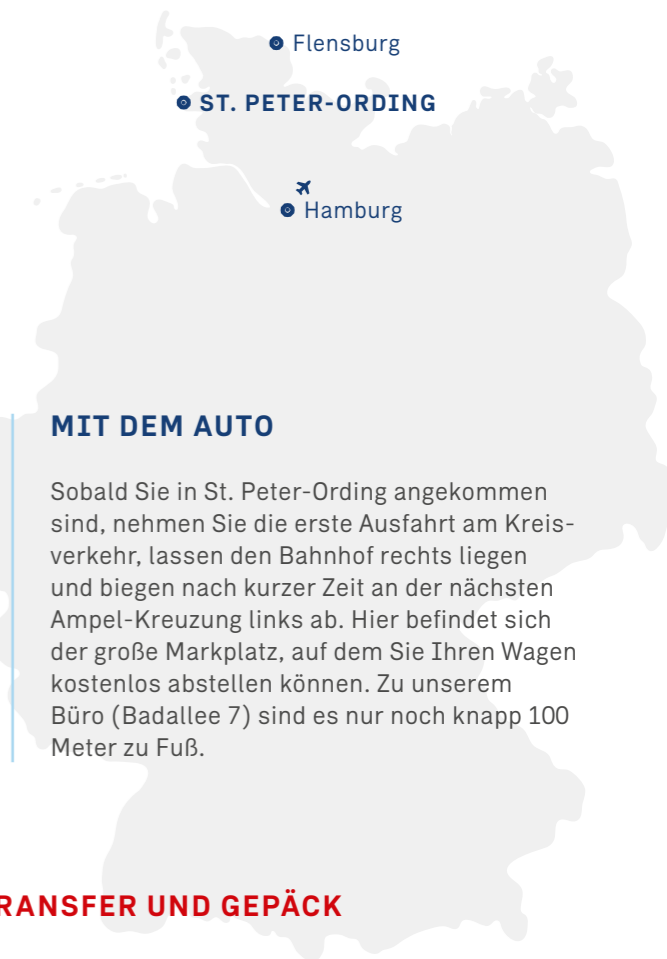 Flensburg
ST. PETER-ORDING
Hamburg
MIT DEM AUTO
Sobald Sie in St. Peter-Ording angekommen
sind, nehmen Sie die erste Ausfahrt am Kreis-
verkehr, lassen den Bahnhof rechts liegen
und biegen nach kurzer Zeit an der nächsten
Ampel-Kreuzung links ab. Hier befindet sich
der große Markplatz, auf dem Sie Ihren Wagen
kostenlos abstellen können. Zu unserem
Büro (Badallee 7) sind es nur noch knapp 100
Meter zu Fuß.
RANSFER UND GEPÄCK